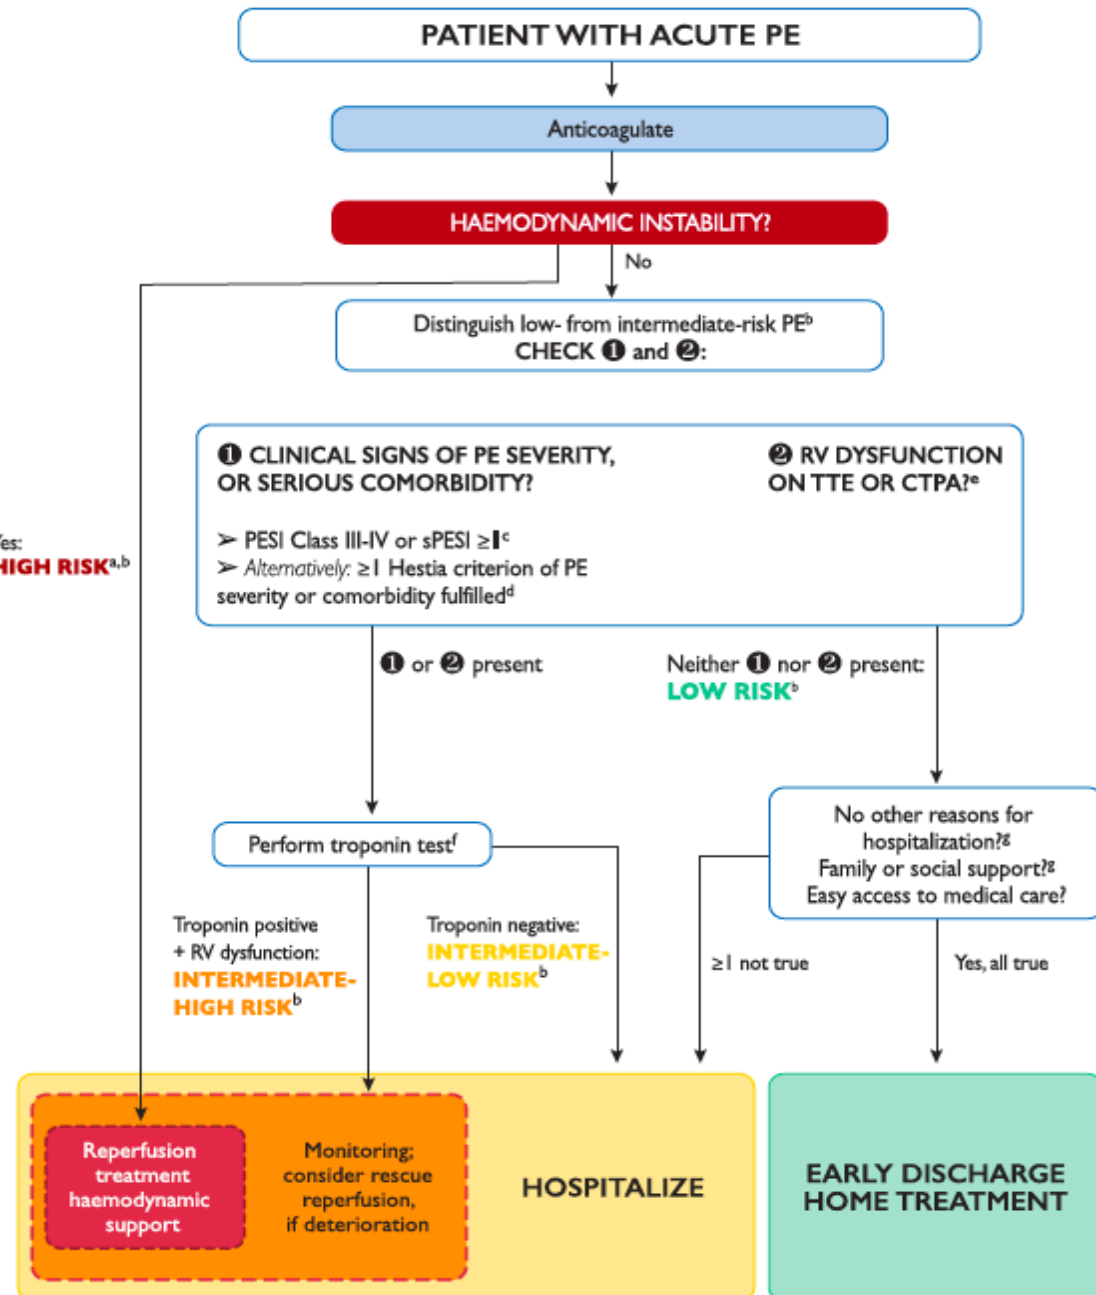 PATIENT WITH ACUTE PE
Anticoagulate
HAEMODYNAMIC INSTABILITY?
No
Distinguish low- from intermediate-risk PEᵇ
CHECK ❶ and ❷:
❶ CLINICAL SIGNS OF PE SEVERITY,
OR SERIOUS COMORBIDITY?
➢ PESI Class III-IV or sPESI ≥Iᶜ
➢ Alternatively: ≥I Hestia criterion of PE
severity or comorbidity fulfilledᵈ
❷ RV DYSFUNCTION
ON TTE OR CTPA?ᵉ
Yes:
HIGH RISKᵃ,ᵇ
❶ or ❷ present
Neither ❶ nor ❷ present:
LOW RISKᵇ
Perform troponin testᶠ
No other reasons for
hospitalization?ᵍ
Family or social support?ᵍ
Easy access to medical care?
Troponin positive
+ RV dysfunction:
INTERMEDIATE-
HIGH RISKᵇ
Troponin negative:
INTERMEDIATE-
LOW RISKᵇ
≥I not true
Yes, all true
Reperfusion
treatment
haemodynamic
support
Monitoring;
consider rescue
reperfusion,
if deterioration
HOSPITALIZE
EARLY DISCHARGE
HOME TREATMENT